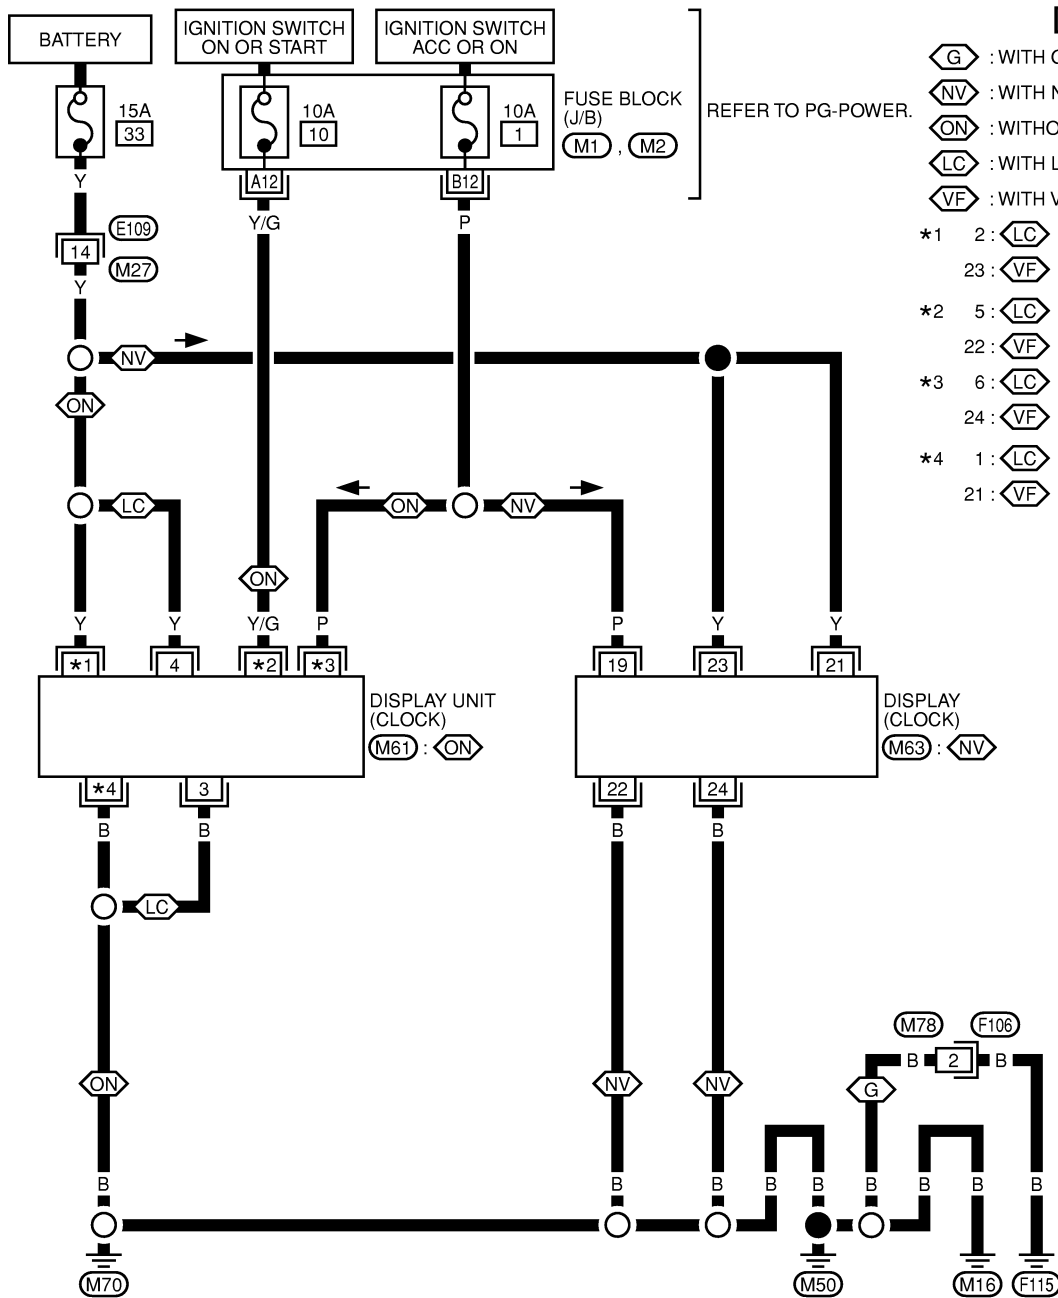 BATTERY
IGNITION SWITCH
ON OR START
IGNITION SWITCH
ACC OR ON
15A
33
10A
10
10A
1
FUSE BLOCK
(J/B)
M1 , M2
REFER TO PG-POWER.
G : WITH
NV : WITH
ON
LC : WITH
VF : WITH
*1 2 : LC
23 : VF
*2 5 : LC
22 : VF
*3 6 : LC
24 : VF
*4 1 : LC
21 : VF
A12
B12
Y
Y/G
P
14
E109
M27
Y
NV
ON
LC
ON
NV
ON
Y
Y
Y/G
P
P
Y
Y
*1
4
*2
*3
19
23
21
DISPLAY UNIT
(CLOCK)
M61 : ON
DISPLAY
(CLOCK)
M63 : NV
*4
3
22
24
B
B
B
B
LC
M78
F106
B
2
B
ON
NV
NV
G
B
B
B
B
B
B
B
B
B
M70
M50
M16
F115